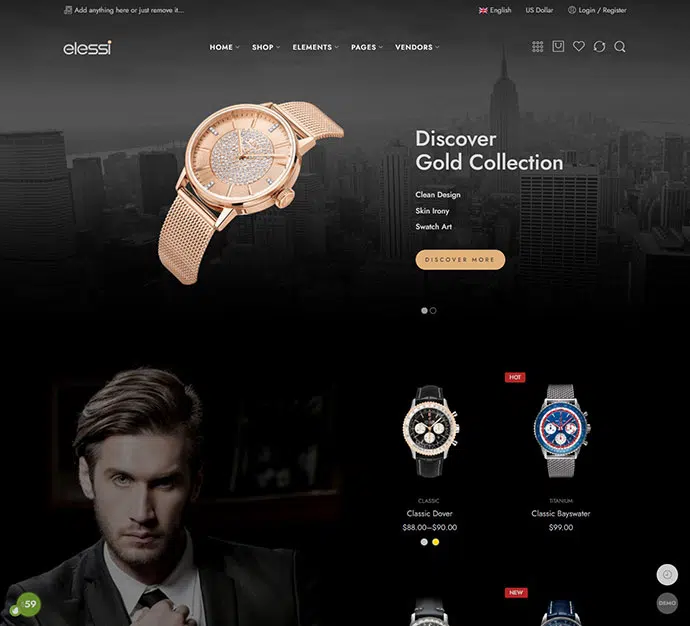 Add anything here or just remove it...
English
US Dollar
Login / Register
elessi
HOME
SHOP
ELEMENTS
PAGES
VENDORS
Discover
Gold Collection
Clean Design
Skin Irony
Swatch Art
DISCOVER MORE
HOT
CLASSIC
TITANIUM
Classic Dover
Classic Bayswater
$88.00–$90.00
$99.00
NEW
59
DEMO